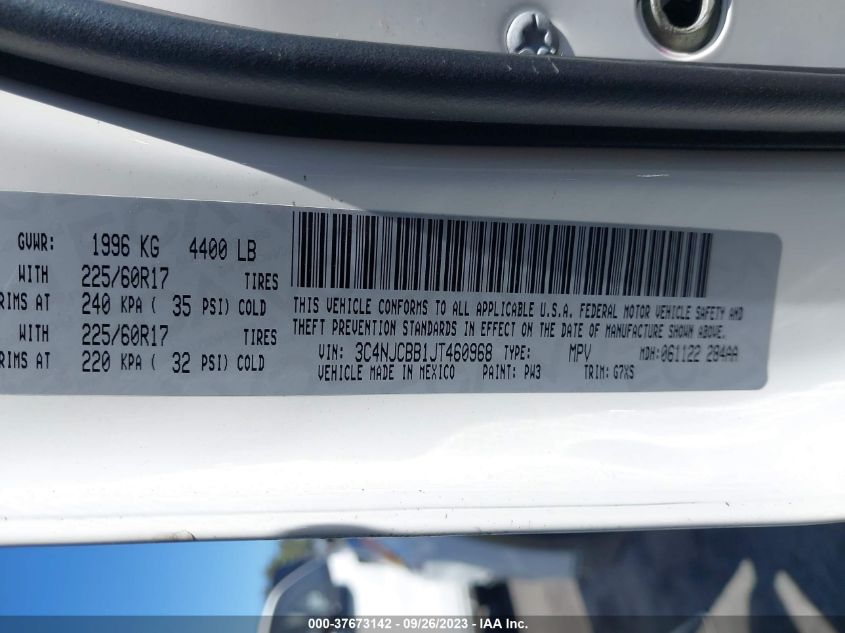 GVWR: 1996 KG 4400 LB
WITH 225/60R17 TIRES
RIMS AT 240 KPA ( 35 PSI) COLD
WITH 225/60R17 TIRES
RIMS AT 220 KPA ( 32 PSI) COLD
THIS VEHICLE CONFORMS TO ALL APPLICABLE U.S.A. FEDERAL MOTOR VEHICLE SAFETY AND
THEFT PREVENTION STANDARDS IN EFFECT ON THE DATE OF MANUFACTURE SHOWN ABOVE.
VIN: 3C4NJCBB1JT460968 TYPE: MPV MDH:061122 284AA
VEHICLE MADE IN MEXICO PAINT: PW3 TRIM: G7XS
000-37673142 - 09/26/2023 - IAA Inc.